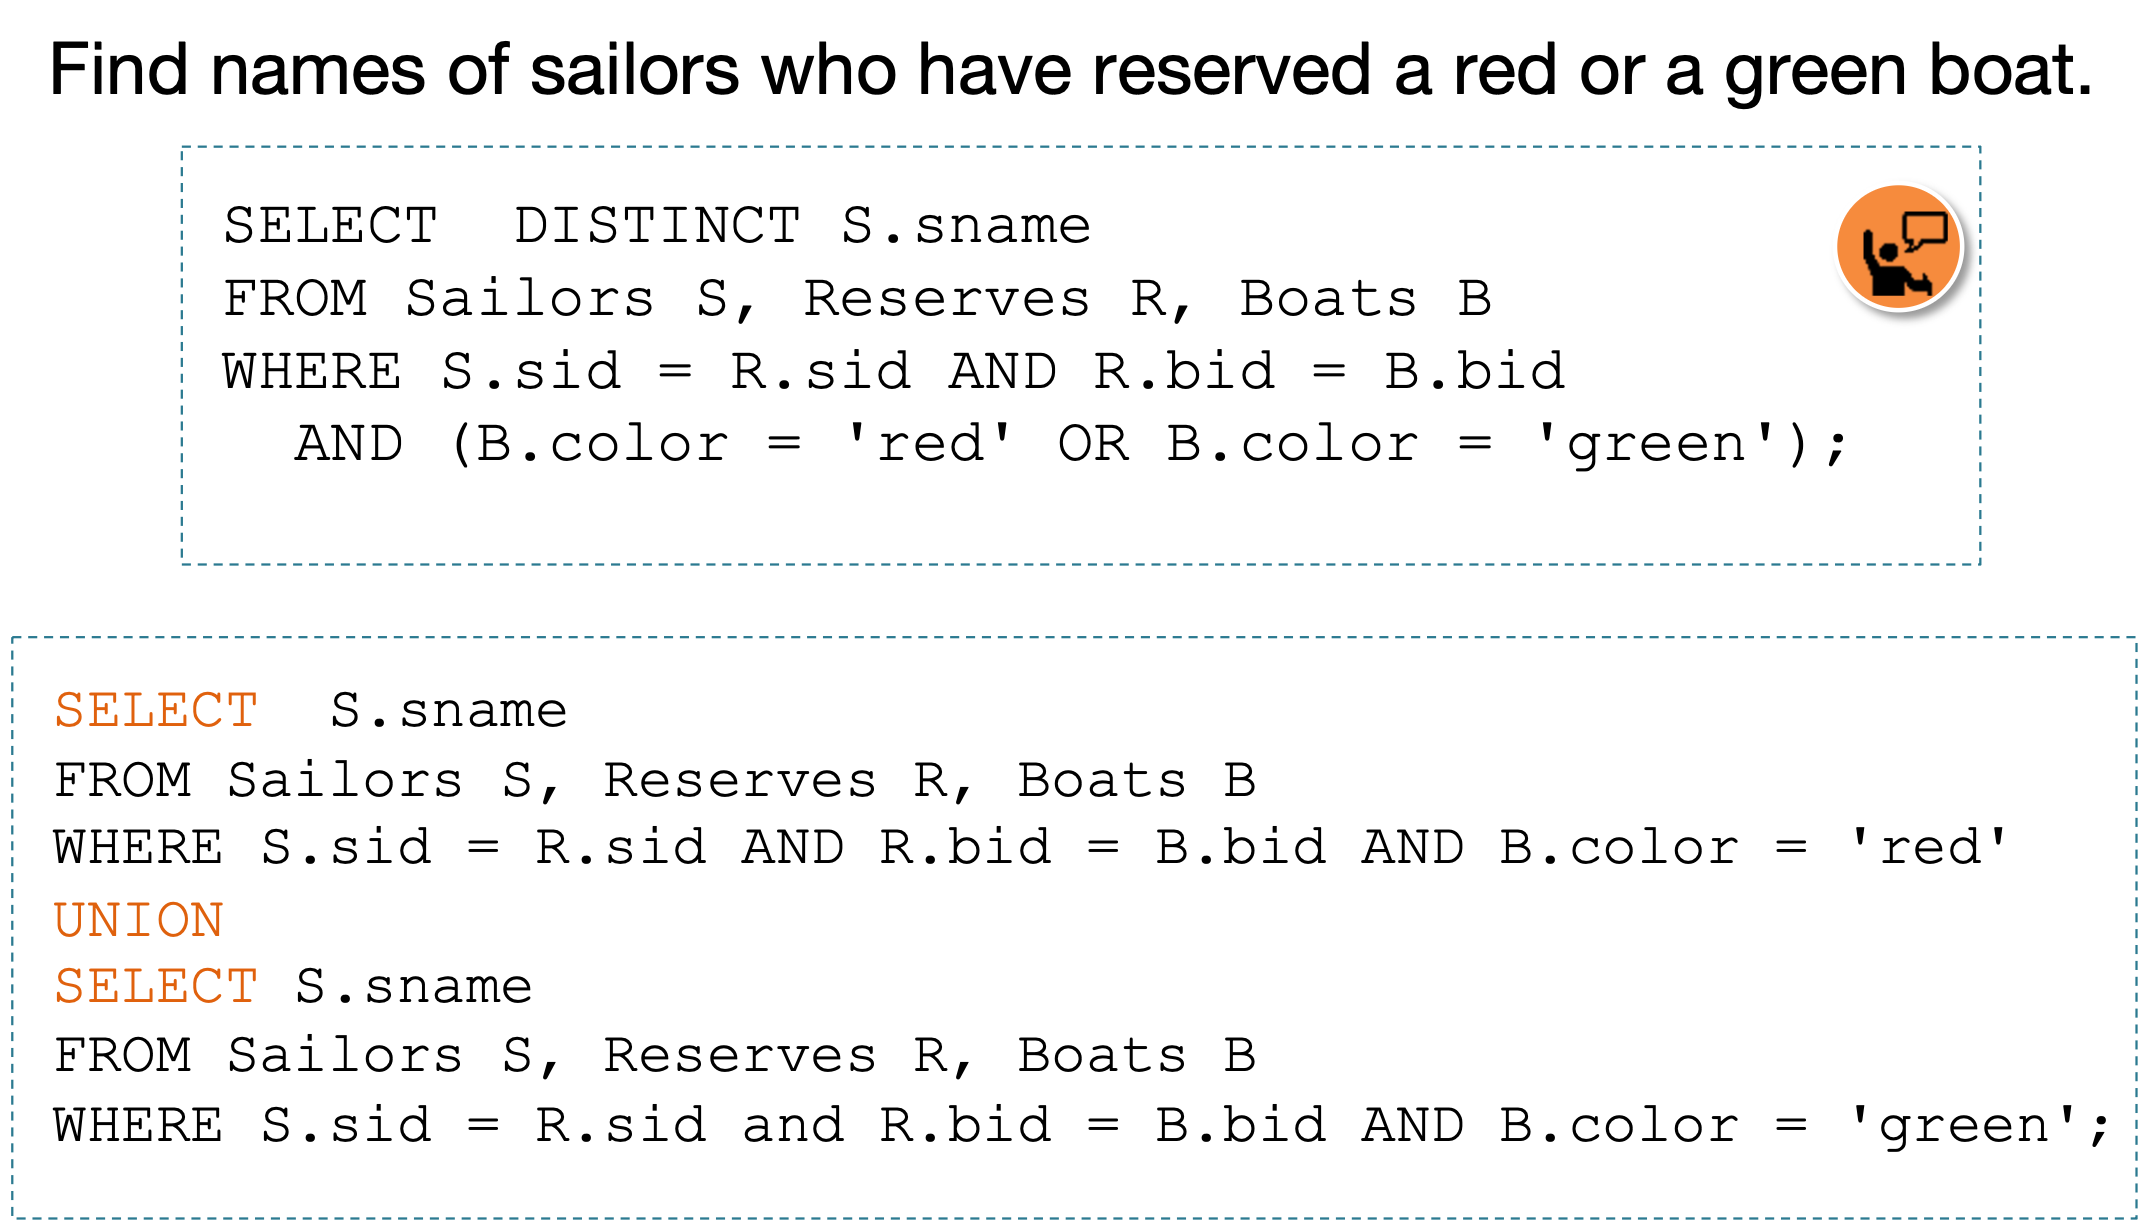 Find names of sailors who have reserved a red or a green boat.
SELECT  DISTINCT S.sname
FROM Sailors S, Reserves R, Boats B
WHERE S.sid = R.sid AND R.bid = B.bid
  AND (B.color = 'red' OR B.color = 'green');
SELECT  S.sname
FROM Sailors S, Reserves R, Boats B
WHERE S.sid = R.sid AND R.bid = B.bid AND B.color = 'red'
UNION
SELECT S.sname
FROM Sailors S, Reserves R, Boats B
WHERE S.sid = R.sid and R.bid = B.bid AND B.color = 'green';